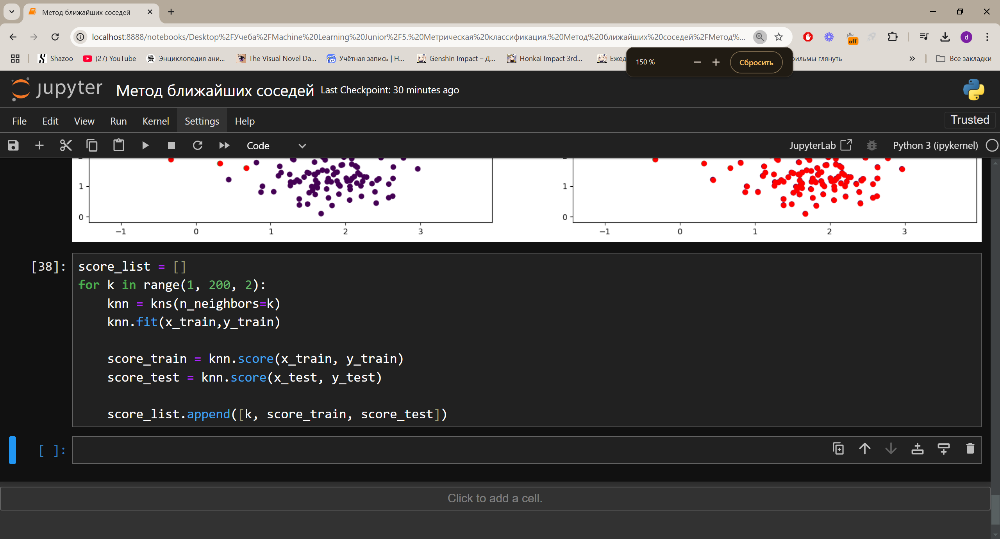 Метод ближайших соседей
localhost:8888/notebooks/Desktop%2FУчеба%2FMachine%20Learning%20Junior%2F5.%20Метрическая%20классификация.%20Метод%20ближайших%20соседей%2FМетод%...
off
d
Shazoo
(27) YouTube
Энциклопедия ани...
The Visual Novel Da...
Учётная запись | H...
Genshin Impact – Д...
Honkai Impact 3rd...
Ежед
ильмы глянуть
Все закладки
150 %
Сбросить
jupyter
Метод ближайших соседей
Last Checkpoint: 30 minutes ago
File Edit View Run Kernel Settings Help
Trusted
Code
JupyterLab
Python 3 (ipykernel)
1
0
−1 0 1 2 3
1
0
−1 0 1 2 3
[38]:
score_list = []
for k in range(1, 200, 2):
    knn = kns(n_neighbors=k)
    knn.fit(x_train,y_train)
    score_train = knn.score(x_train, y_train)
    score_test = knn.score(x_test, y_test)
    score_list.append([k, score_train, score_test])
[ ]:
Click to add a cell.